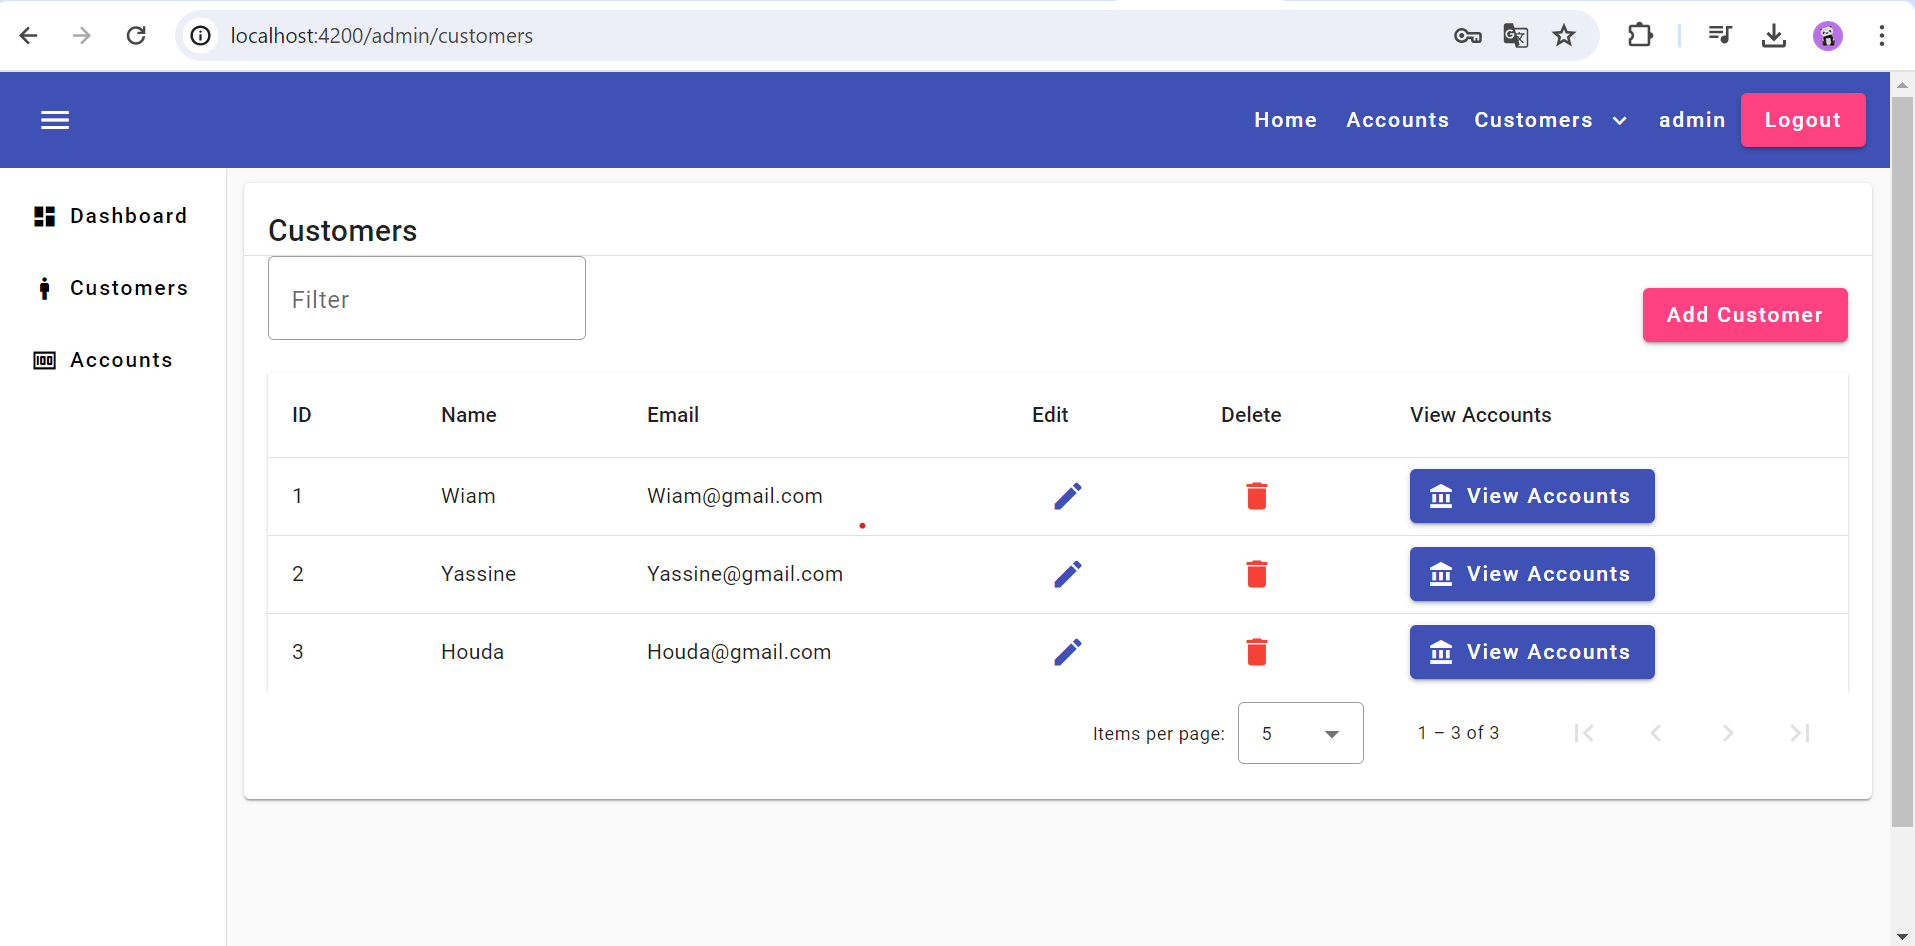 localhost:4200/admin/customers
Home Accounts Customers admin Logout
Dashboard
Customers
Accounts
Customers
Filter
Add Customer
ID Name Email Edit Delete View Accounts
1 Wiam Wiam@gmail.com View Accounts
2 Yassine Yassine@gmail.com View Accounts
3 Houda Houda@gmail.com View Accounts
Items per page: 5 1 – 3 of 3